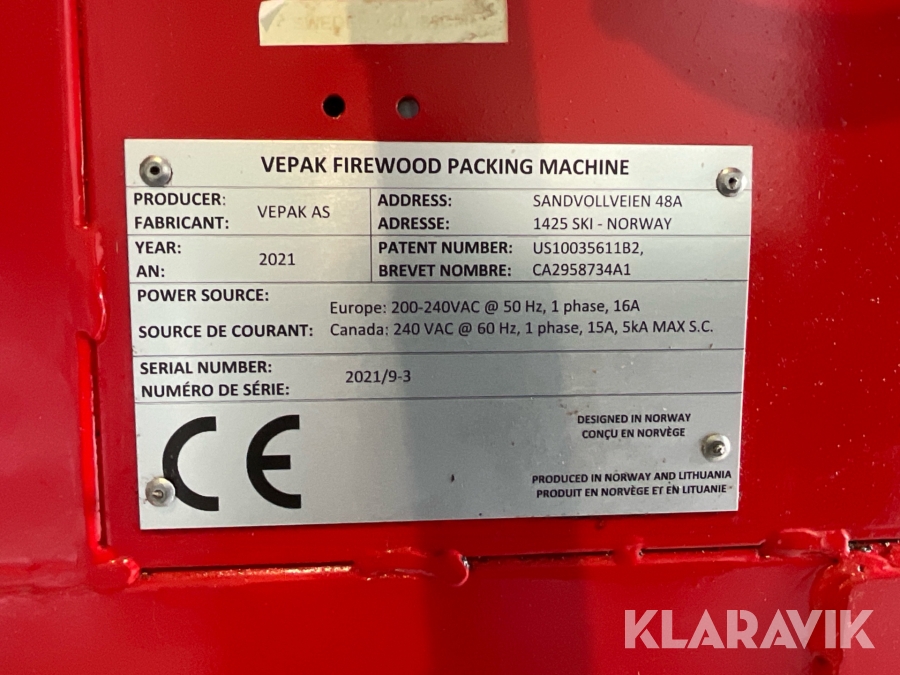 VEPAK FIREWOOD PACKING MACHINE
PRODUCER:
FABRICANT:
VEPAK AS
ADDRESS:
ADRESSE:
SANDVOLLVEIEN 48A
1425 SKI - NORWAY
YEAR:
AN:
2021
PATENT NUMBER:
BREVET NOMBRE:
US10035611B2,
CA2958734A1
POWER SOURCE:
SOURCE DE COURANT:
Europe: 200-240VAC @ 50 Hz, 1 phase, 16A
Canada: 240 VAC @ 60 Hz, 1 phase, 15A, 5kA MAX S.C.
SERIAL NUMBER:
NUMÉRO DE SÉRIE:
2021/9-3
CE
DESIGNED IN NORWAY
CONÇU EN NORVÈGE
PRODUCED IN NORWAY AND LITHUANIA
PRODUIT EN NORVÈGE ET EN LITUANIE
KLARAVIK